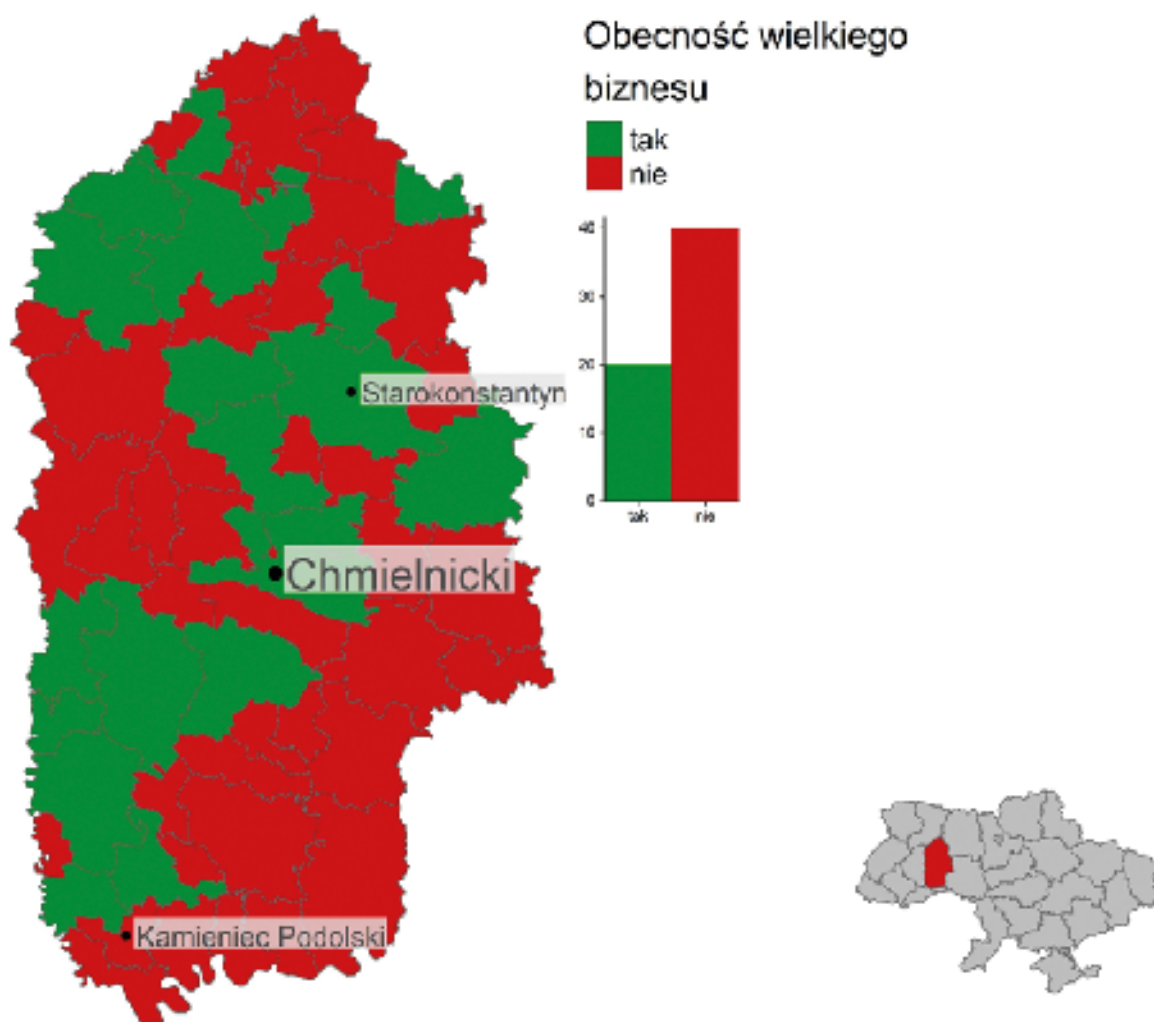 Obecność wielkiego
biznesu
tak
nie
40
30
20
10
0
tak
nie
Starokonstantyn
Chmielnicki
Kamieniec Podolski